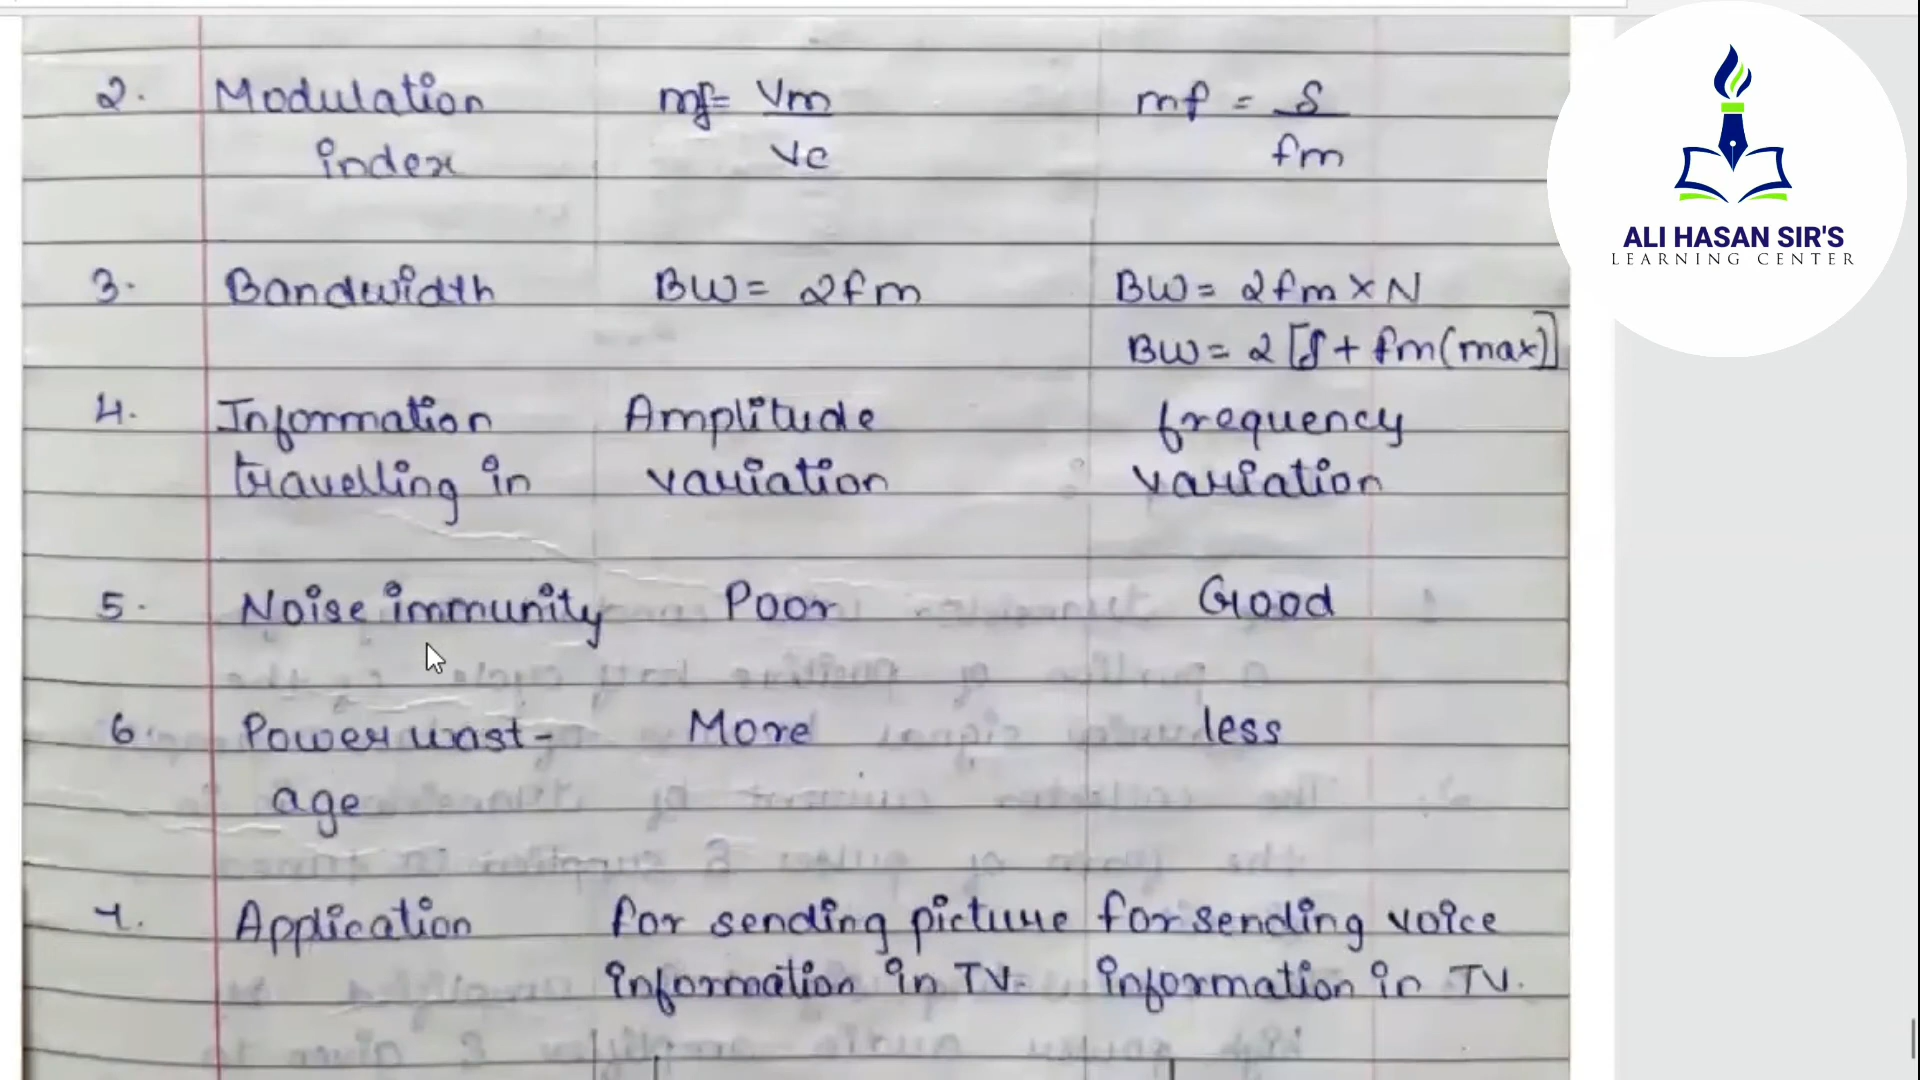 2. Modulation mf = Vm mf = δ
index Vc fm
3. Bandwidth BW = 2fm BW = 2fm × N
BW = 2 [δ + fm(max)]
4. Information Amplitude frequency
travelling in variation variation
5. Noise immunity Poor Good
6. Power wast- More less
age
7. Application for sending picture for sending voice
information in TV. information in TV.
ALI HASAN SIR'S
LEARNING CENTER